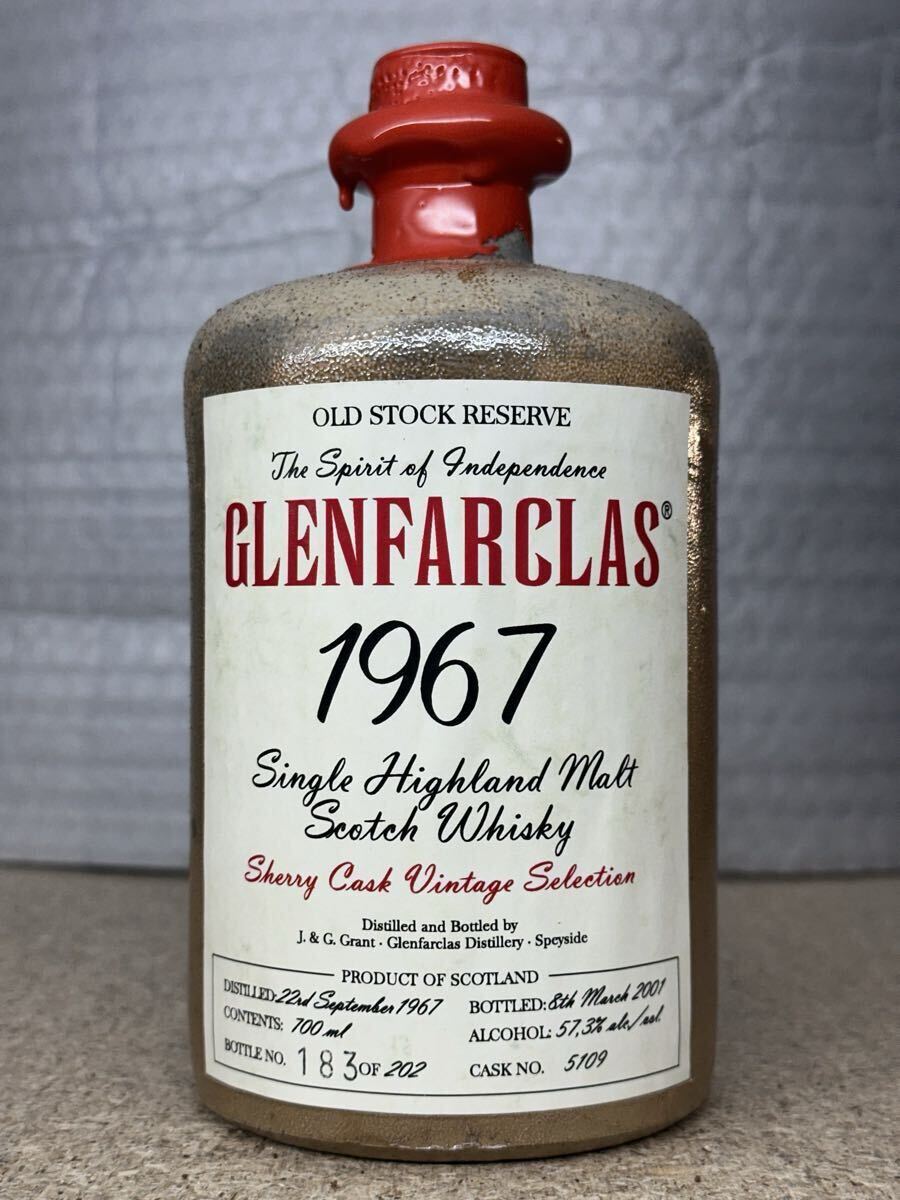 OLD STOCK RESERVE
The Spirit of Independence
GLENFARCLAS®
1967
Single Highland Malt
Scotch Whisky
Sherry Cask Vintage Selection
Distilled and Bottled by
J. & G. Grant · Glenfarclas Distillery · Speyside
PRODUCT OF SCOTLAND
DISTILLED: 22nd September 1967 BOTTLED: 8th March 2001
CONTENTS: 700 ml ALCOHOL: 57,3% alc/vol.
BOTTLE NO. 183 OF 202 CASK NO. 5109